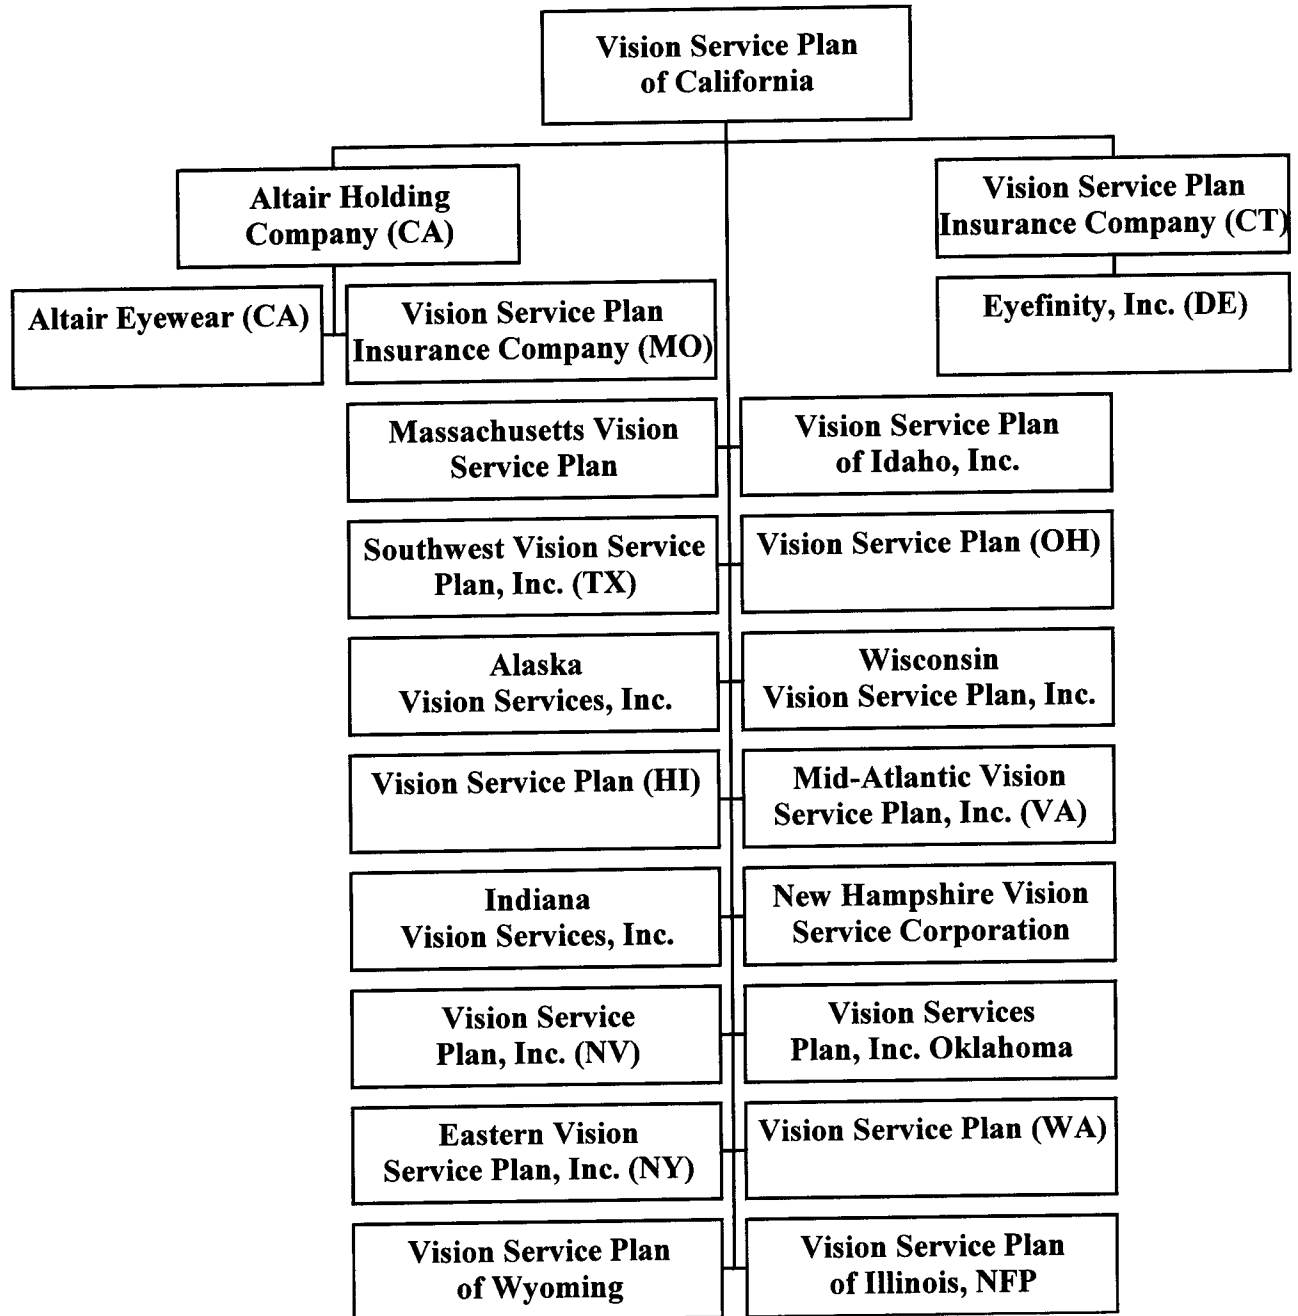 Vision Service Plan
of California
Altair Holding
Company (CA)
Vision Service Plan
Insurance Company (CT)
Altair Eyewear (CA)
Vision Service Plan
Insurance Company (MO)
Eyefinity, Inc. (DE)
Massachusetts Vision
Service Plan
Vision Service Plan
of Idaho, Inc.
Southwest Vision Service
Plan, Inc. (TX)
Vision Service Plan (OH)
Alaska
Vision Services, Inc.
Wisconsin
Vision Service Plan, Inc.
Vision Service Plan (HI)
Mid-Atlantic Vision
Service Plan, Inc. (VA)
Indiana
Vision Services, Inc.
New Hampshire Vision
Service Corporation
Vision Service
Plan, Inc. (NV)
Vision Services
Plan, Inc. Oklahoma
Eastern Vision
Service Plan, Inc. (NY)
Vision Service Plan (WA)
Vision Service Plan
of Wyoming
Vision Service Plan
of Illinois, NFP